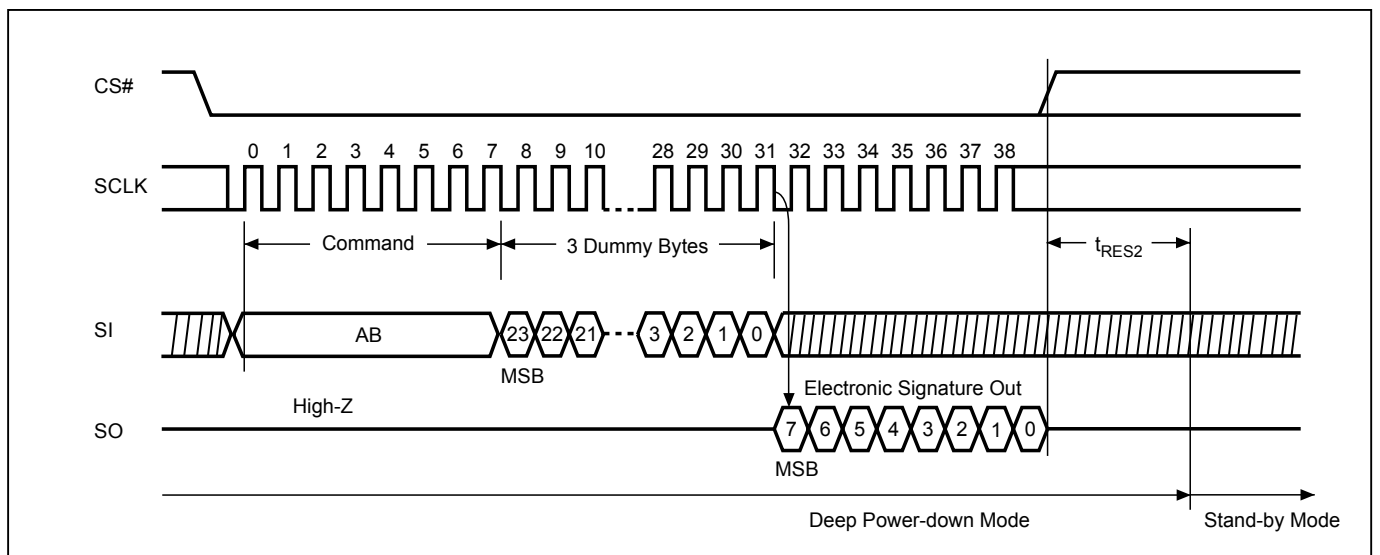 CS#
0 1 2 3 4 5 6 7 8 9 10 28 29 30 31 32 33 34 35 36 37 38
SCLK
Command 3 Dummy Bytes tRES2
SI AB 23 22 21 3 2 1 0
MSB
High-Z Electronic Signature Out
SO 7 6 5 4 3 2 1 0
MSB
Deep Power-down Mode Stand-by Mode